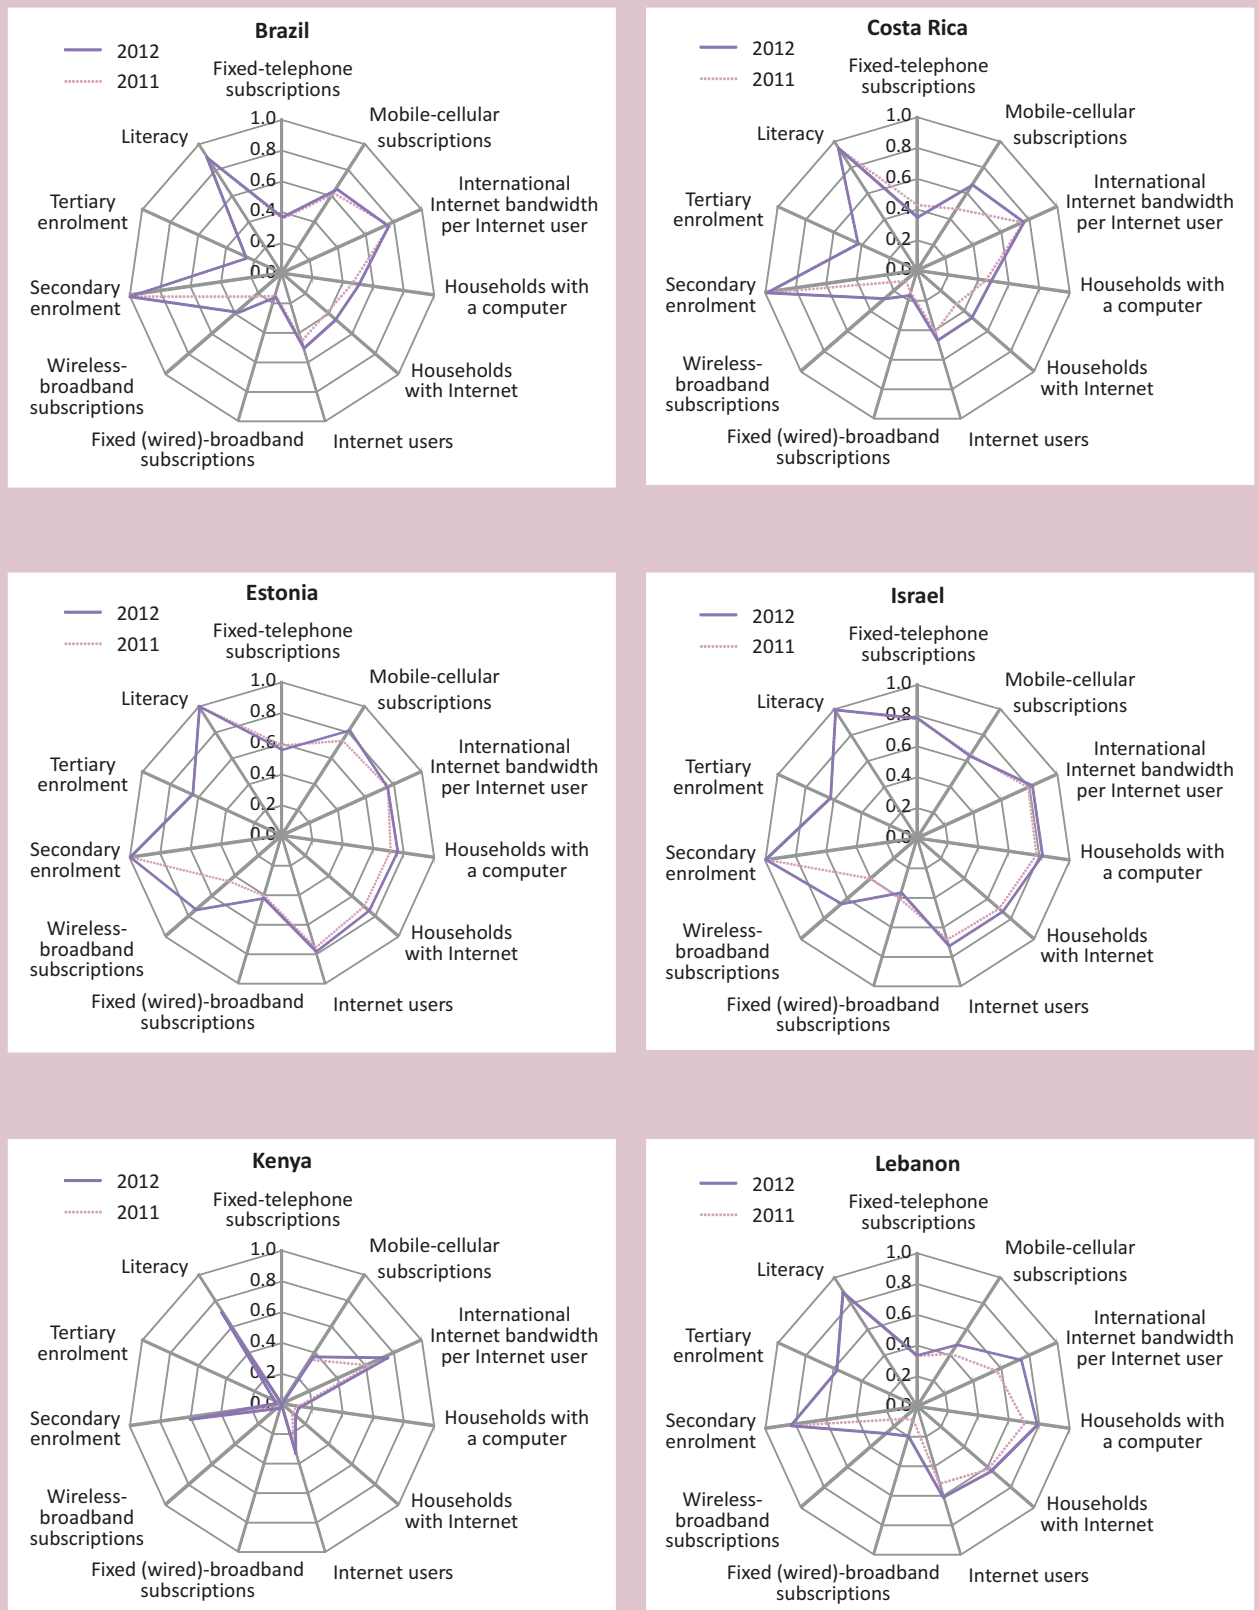 Brazil
2012
2011
Fixed-telephone
subscriptions
Mobile-cellular
subscriptions
International
Internet bandwidth
per Internet user
Households with
a computer
Households
with Internet
Internet users
Fixed (wired)-broadband
subscriptions
Wireless-
broadband
subscriptions
Secondary
enrolment
Tertiary
enrolment
Literacy
1.0
0.8
0.6
0.4
0.2
0.0
Costa Rica
2012
2011
Fixed-telephone
subscriptions
Mobile-cellular
subscriptions
International
Internet bandwidth
per Internet user
Households with
a computer
Households
with Internet
Internet users
Fixed (wired)-broadband
subscriptions
Wireless-
broadband
subscriptions
Secondary
enrolment
Tertiary
enrolment
Literacy
1.0
0.8
0.6
0.4
0.2
0.0
Estonia
2012
2011
Fixed-telephone
subscriptions
Mobile-cellular
subscriptions
International
Internet bandwidth
per Internet user
Households with
a computer
Households
with Internet
Internet users
Fixed (wired)-broadband
subscriptions
Wireless-
broadband
subscriptions
Secondary
enrolment
Tertiary
enrolment
Literacy
1.0
0.8
0.6
0.4
0.2
0.0
Israel
2012
2011
Fixed-telephone
subscriptions
Mobile-cellular
subscriptions
International
Internet bandwidth
per Internet user
Households with
a computer
Households
with Internet
Internet users
Fixed (wired)-broadband
subscriptions
Wireless-
broadband
subscriptions
Secondary
enrolment
Tertiary
enrolment
Literacy
1.0
0.8
0.6
0.4
0.2
0.0
Kenya
2012
2011
Fixed-telephone
subscriptions
Mobile-cellular
subscriptions
International
Internet bandwidth
per Internet user
Households with
a computer
Households
with Internet
Internet users
Fixed (wired)-broadband
subscriptions
Wireless-
broadband
subscriptions
Secondary
enrolment
Tertiary
enrolment
Literacy
1.0
0.8
0.6
0.4
0.2
0.0
Lebanon
2012
2011
Fixed-telephone
subscriptions
Mobile-cellular
subscriptions
International
Internet bandwidth
per Internet user
Households with
a computer
Households
with Internet
Internet users
Fixed (wired)-broadband
subscriptions
Wireless-
broadband
subscriptions
Secondary
enrolment
Tertiary
enrolment
Literacy
1.0
0.8
0.6
0.4
0.2
0.0